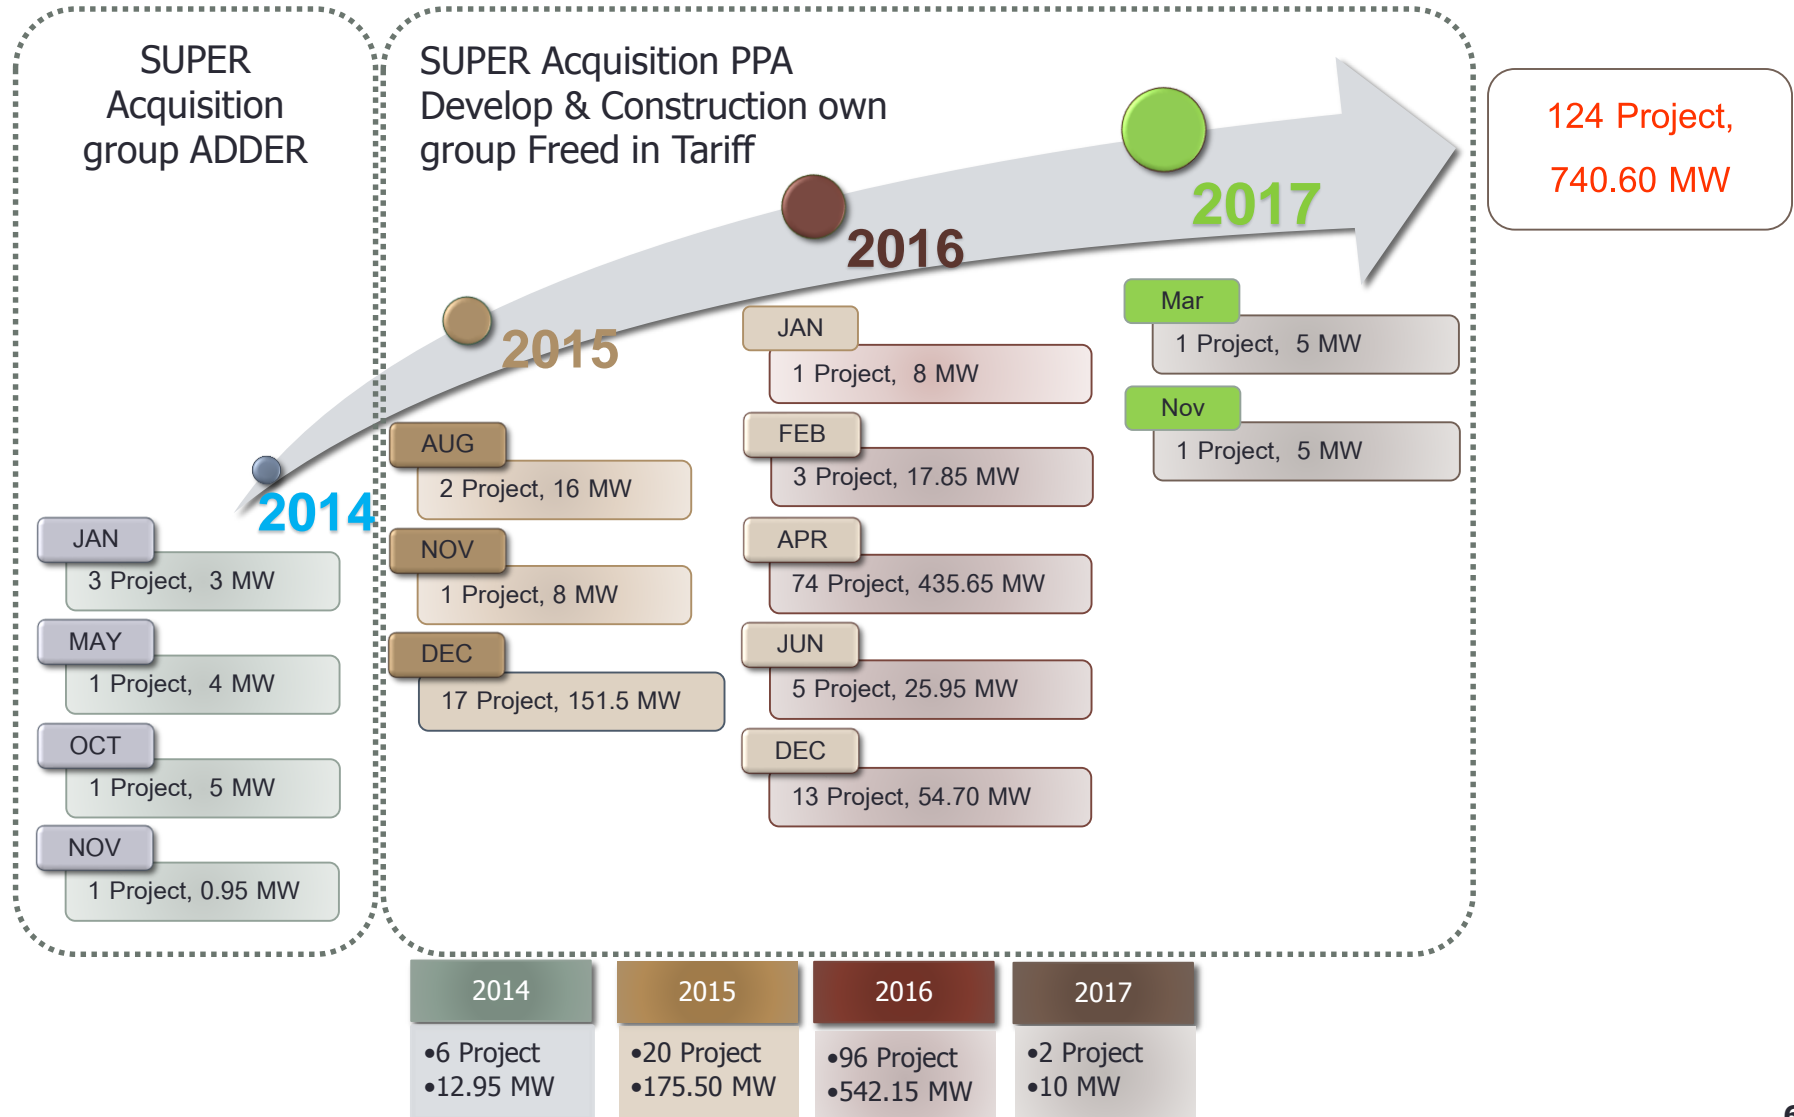 SUPER
Acquisition
group ADDER
SUPER Acquisition PPA
Develop & Construction own
group Freed in Tariff
124 Project,
740.60 MW
2014
JAN
3 Project, 3 MW
MAY
1 Project, 4 MW
OCT
1 Project, 5 MW
NOV
1 Project, 0.95 MW
2015
AUG
2 Project, 16 MW
NOV
1 Project, 8 MW
DEC
17 Project, 151.5 MW
2016
JAN
1 Project, 8 MW
FEB
3 Project, 17.85 MW
APR
74 Project, 435.65 MW
JUN
5 Project, 25.95 MW
DEC
13 Project, 54.70 MW
2017
Mar
1 Project, 5 MW
Nov
1 Project, 5 MW
2014
•6 Project
•12.95 MW
2015
•20 Project
•175.50 MW
2016
•96 Project
•542.15 MW
2017
•2 Project
•10 MW